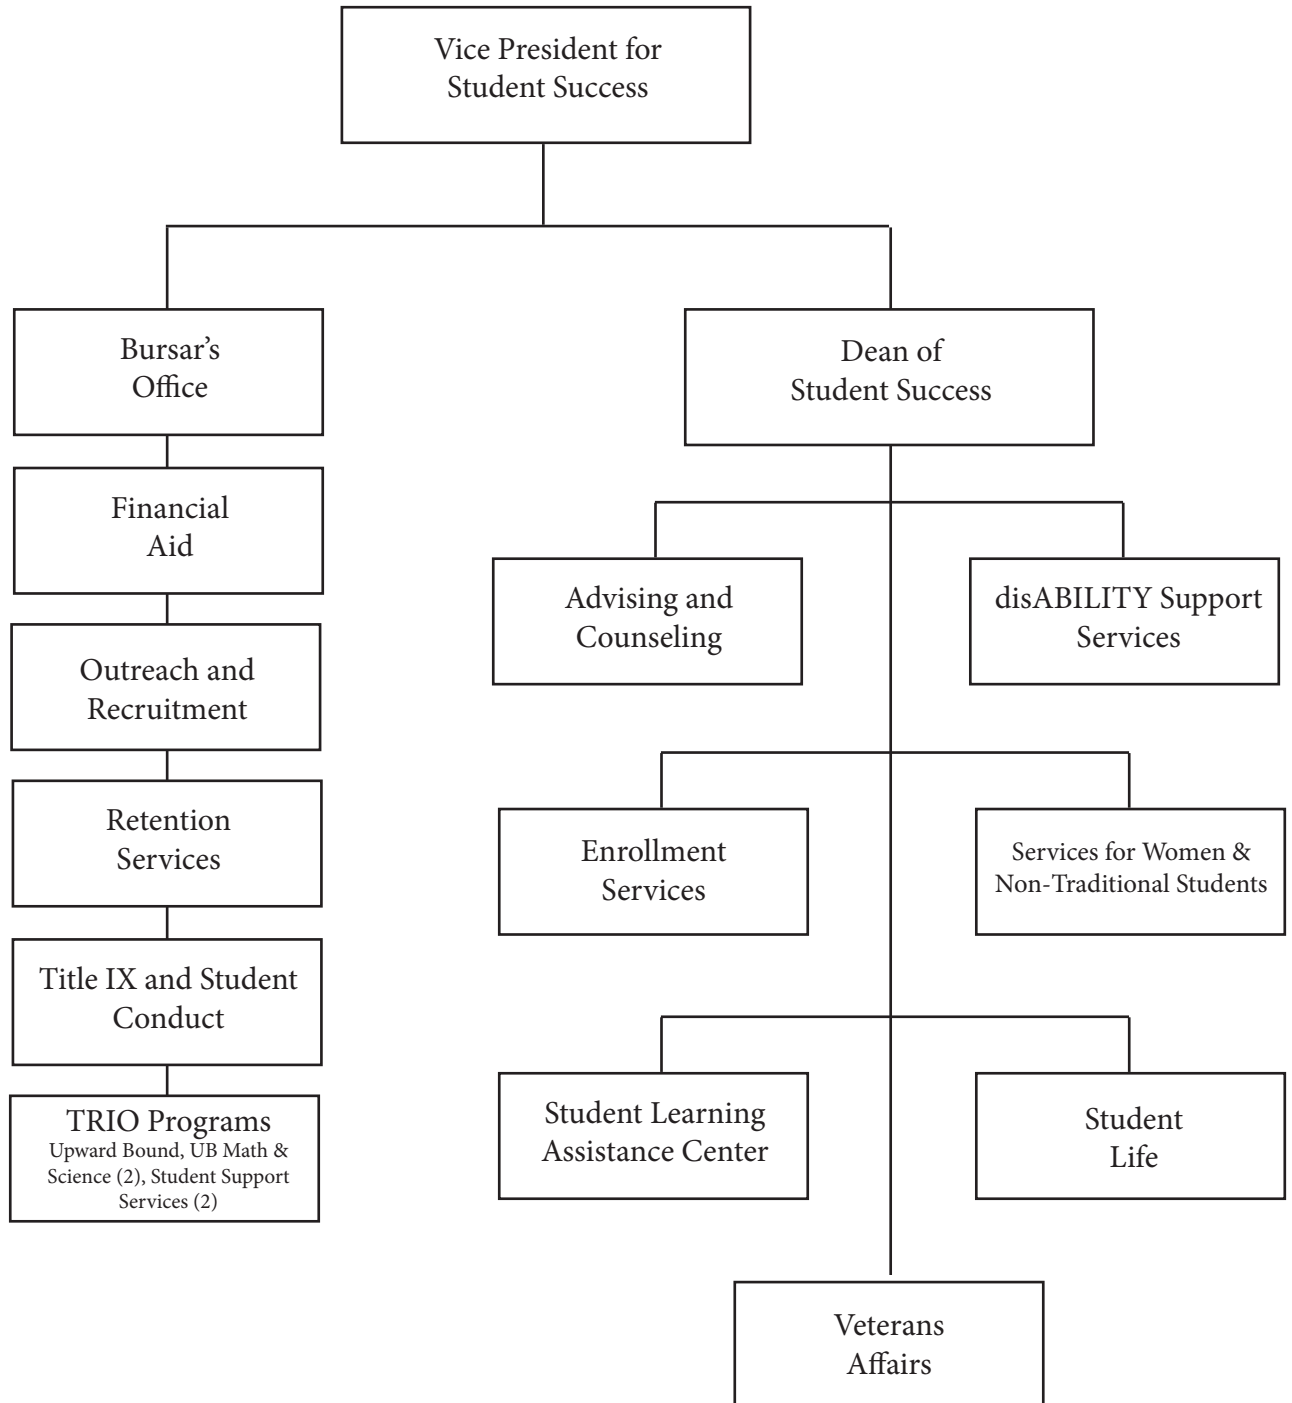 Vice President for
Student Success
Bursar’s
Office
Financial
Aid
Outreach and
Recruitment
Retention
Services
Title IX and Student
Conduct
TRIO Programs
Upward Bound, UB Math &
Science (2), Student Support
Services (2)
Dean of
Student Success
Advising and
Counseling
disABILITY Support
Services
Enrollment
Services
Services for Women &
Non-Traditional Students
Student Learning
Assistance Center
Student
Life
Veterans
Affairs